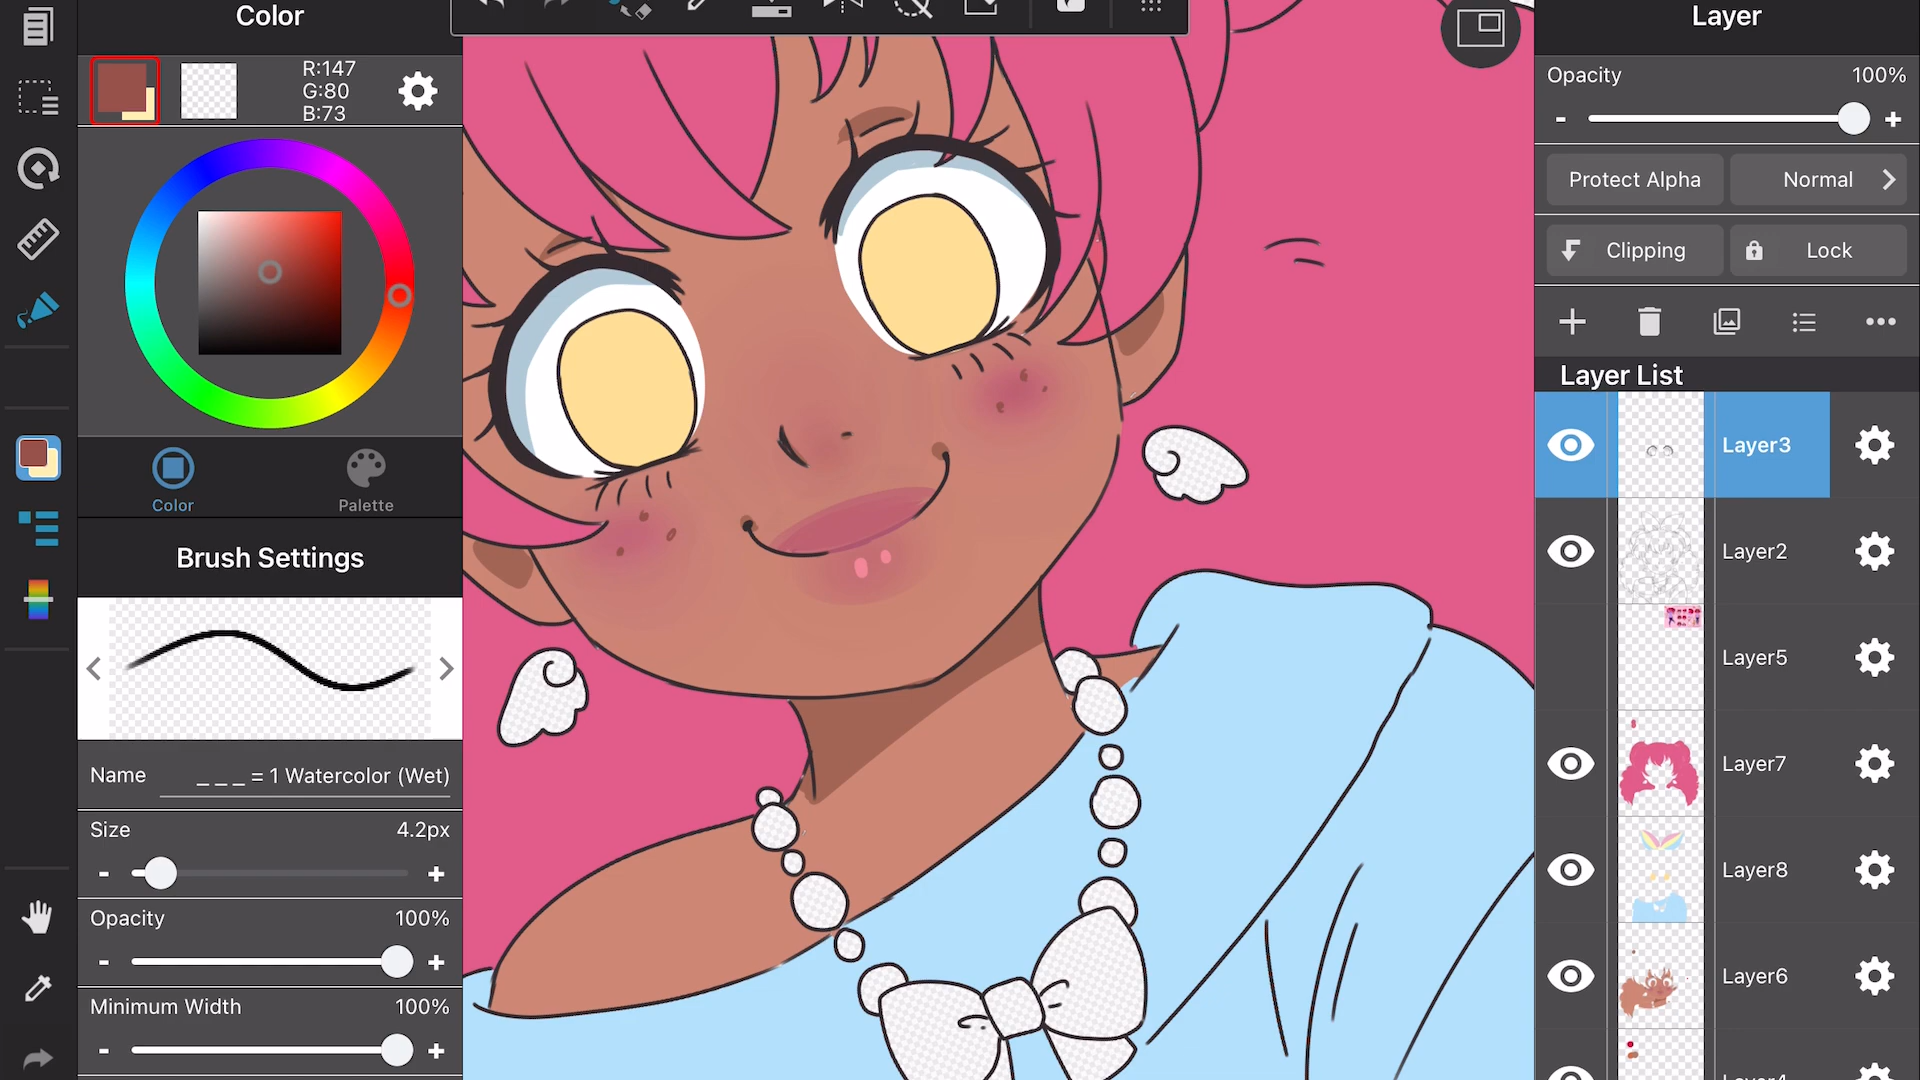 Color
R:147
G:80
B:73
Color
Palette
Brush Settings
Name
_ _ _ = 1 Watercolor (Wet)
Size
4.2px
-
+
Opacity
100%
-
+
Minimum Width
100%
-
+
Layer
Opacity
100%
-
+
Protect Alpha
Normal
Clipping
Lock
Layer List
Layer3
Layer2
Layer5
Layer7
Layer8
Layer6